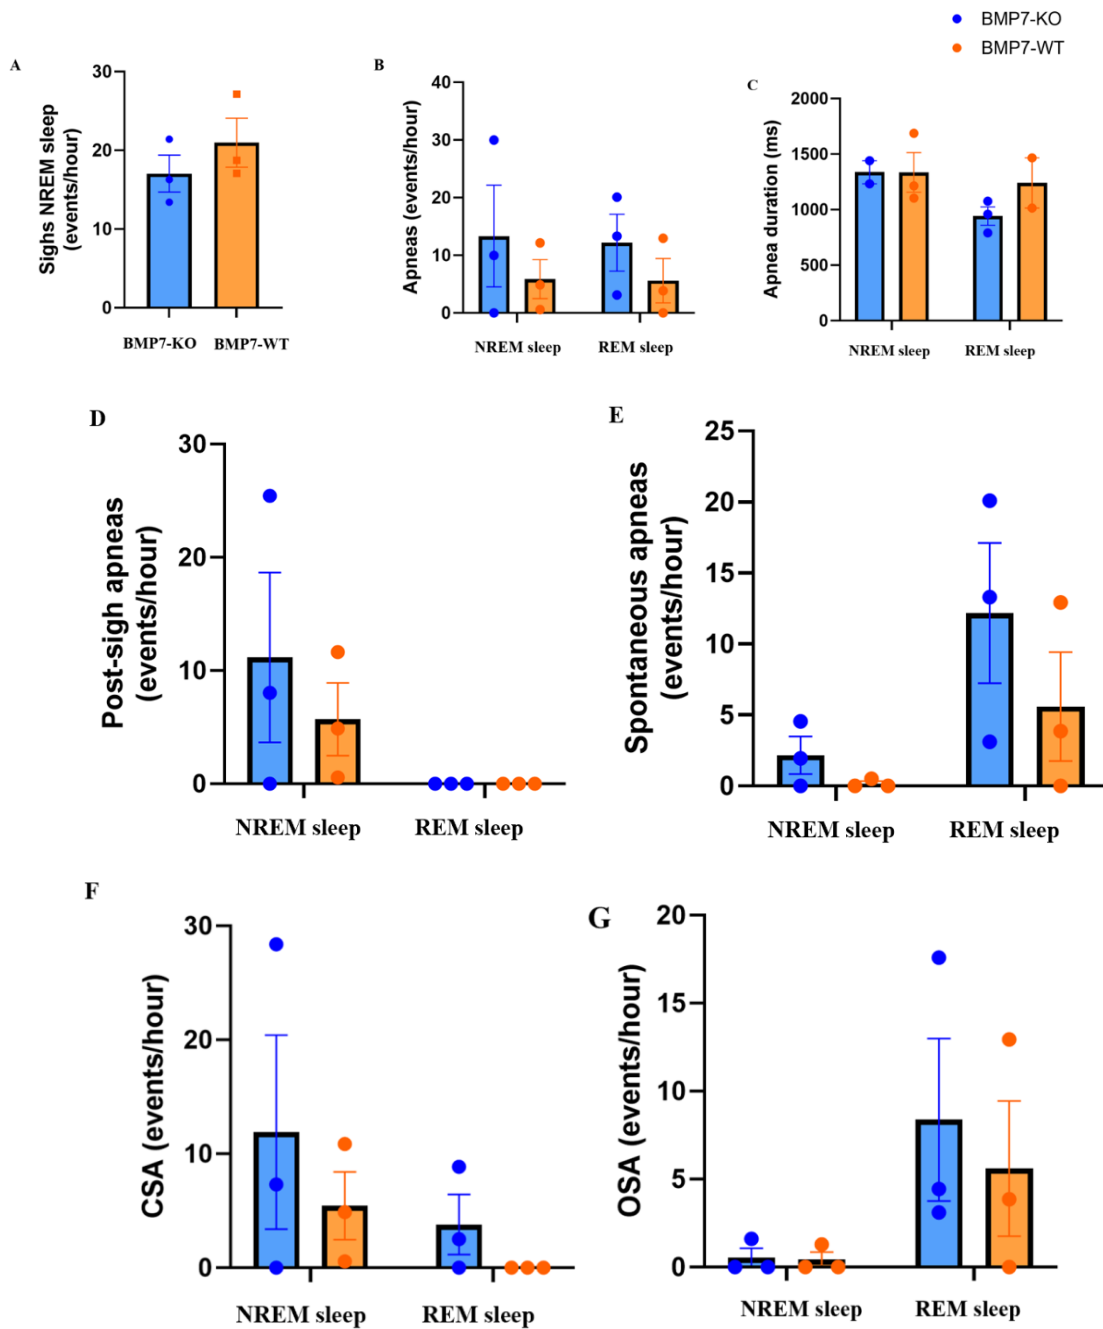 BMP7-KO
BMP7-WT
A
Sighs NREM sleep
(events/hour)
30
20
10
0
BMP7-KO BMP7-WT
B
Apneas (events/hour)
40
30
20
10
0
NREM sleep REM sleep
C
Apnea duration (ms)
2000
1500
1000
500
0
NREM sleep REM sleep
D
Post-sigh apneas
(events/hour)
30
20
10
0
NREM sleep REM sleep
E
Spontaneous apneas
(events/hour)
25
20
15
10
5
0
NREM sleep REM sleep
F
CSA (events/hour)
30
20
10
0
NREM sleep REM sleep
G
OSA (events/hour)
20
15
10
5
0
NREM sleep REM sleep